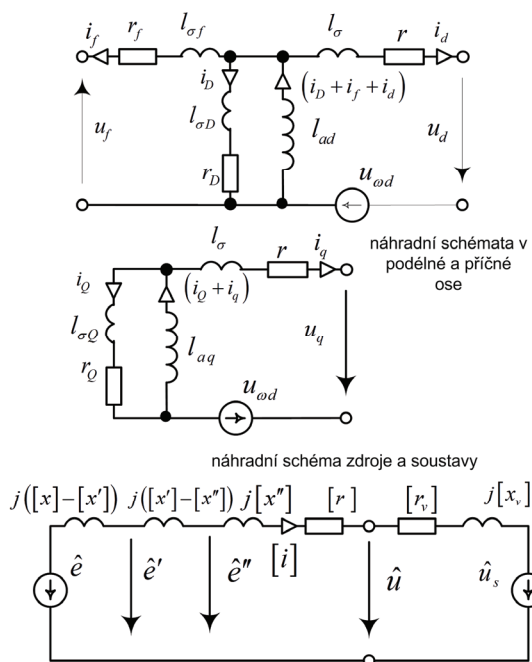 i_f r_f l_σf l_σ r i_d
i_D (i_D + i_f + i_d)
l_σD
u_f l_ad u_d
r_D
u_ωd
náhradní schémata v
podélné a příčné
ose
l_σ r i_q
i_Q (i_Q + i_q)
l_σQ
l_aq u_q
r_Q
u_ωd
náhradní schéma zdroje a soustavy
j([x]-[x']) j([x']-[x'']) j[x''] [r] [r_v] j[x_v]
[i]
ê ê' ê'' û û_s